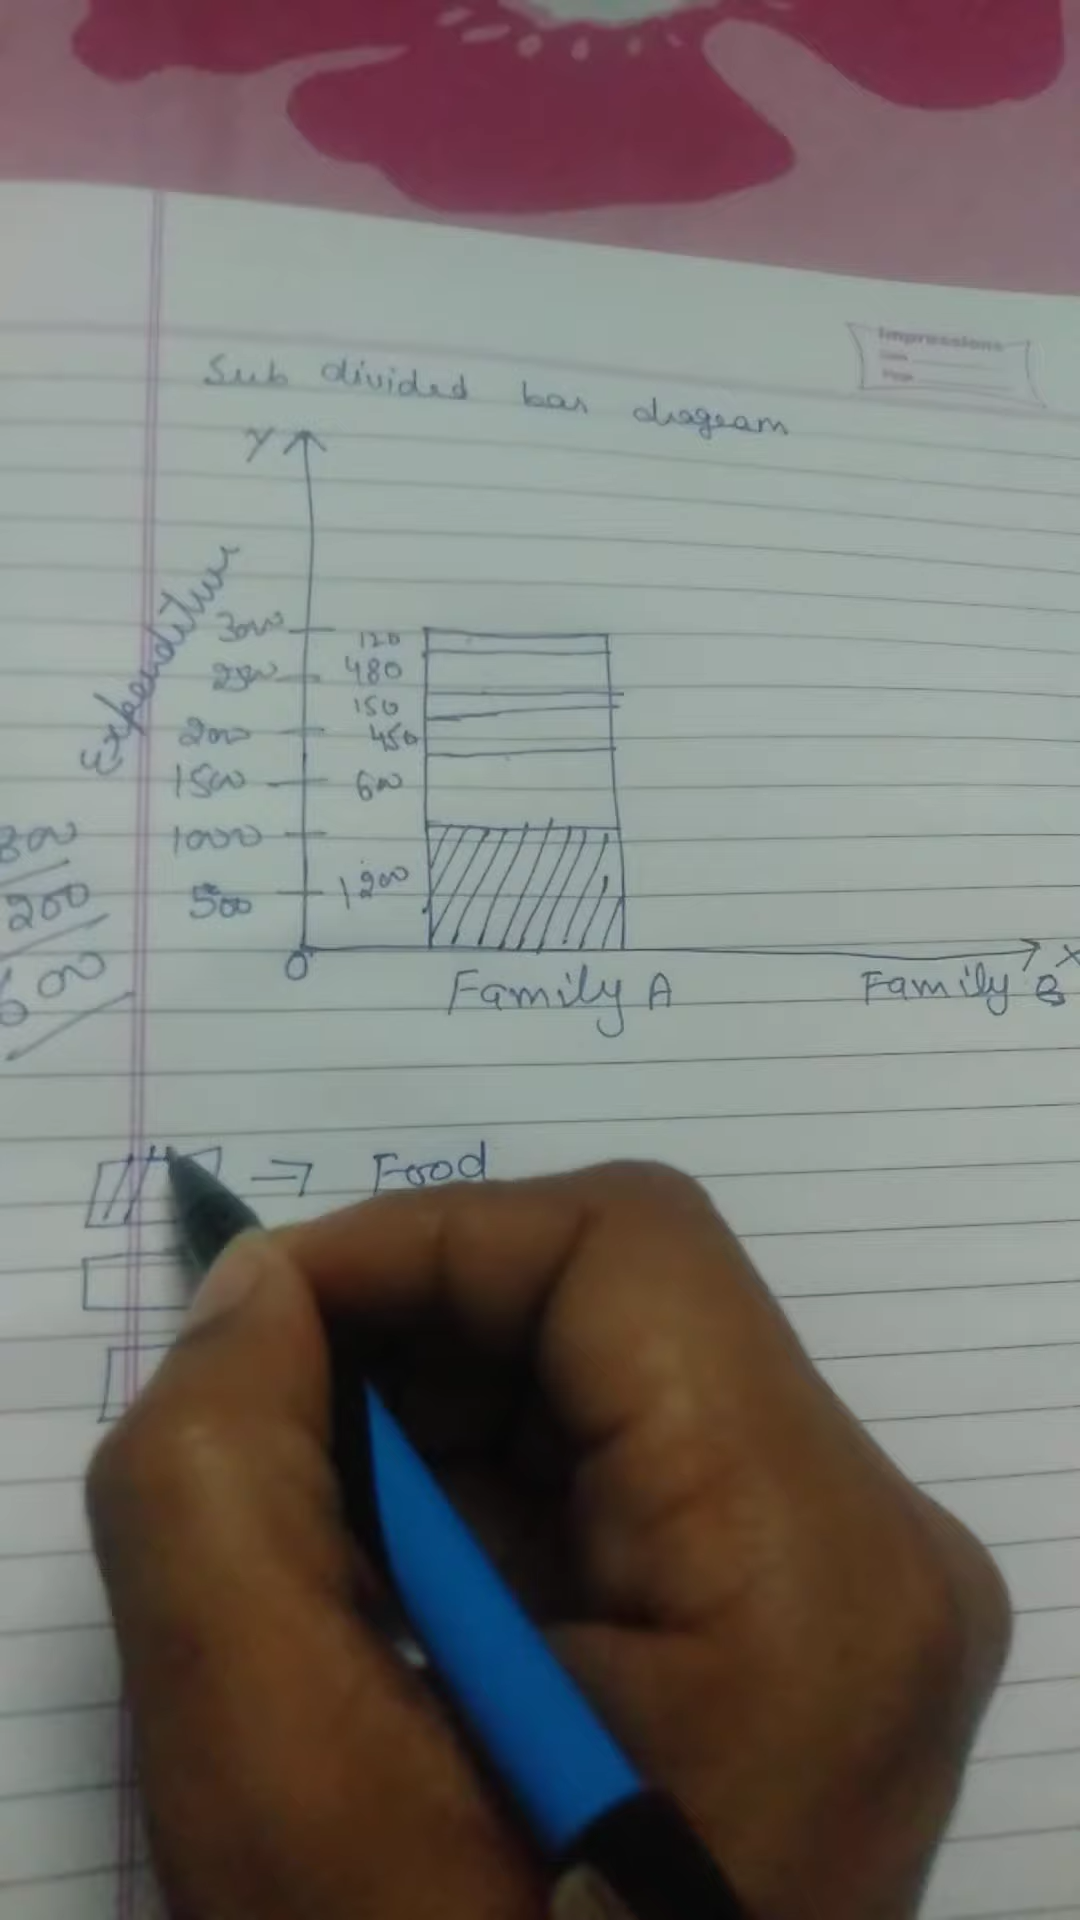 Impressions
Sub divided bar diagram
Y
Expenditure
3000 120
2500 480
150
2000 450
1500 600
1000
500 1200
300
200
600
0 X
Family A Family B
Food